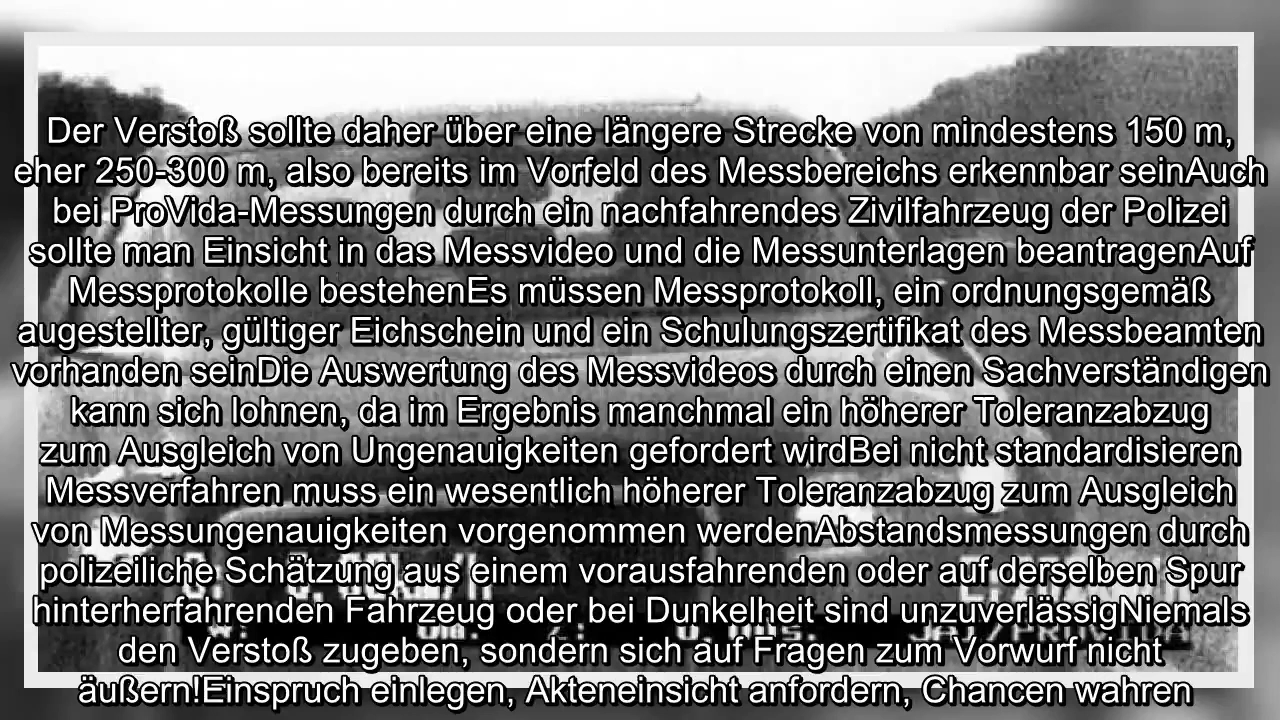 Der Verstoß sollte daher über eine längere Strecke von mindestens 150 m,
eher 250-300 m, also bereits im Vorfeld des Messbereichs erkennbar seinAuch
bei ProVida-Messungen durch ein nachfahrendes Zivilfahrzeug der Polizei
sollte man Einsicht in das Messvideo und die Messunterlagen beantragenAuf
Messprotokolle bestehenEs müssen Messprotokoll, ein ordnungsgemäß
augestellter, gültiger Eichschein und ein Schulungszertifikat des Messbeamten
vorhanden seinDie Auswertung des Messvideos durch einen Sachverständigen
kann sich lohnen, da im Ergebnis manchmal ein höherer Toleranzabzug
zum Ausgleich von Ungenauigkeiten gefordert wirdBei nicht standardisieren
Messverfahren muss ein wesentlich höherer Toleranzabzug zum Ausgleich
von Messungenauigkeiten vorgenommen werdenAbstandsmessungen durch
polizeiliche Schätzung aus einem vorausfahrenden oder auf derselben Spur
hinterherfahrenden Fahrzeug oder bei Dunkelheit sind unzuverlässigNiemals
den Verstoß zugeben, sondern sich auf Fragen zum Vorwurf nicht
äußern!Einspruch einlegen, Akteneinsicht anfordern, Chancen wahren